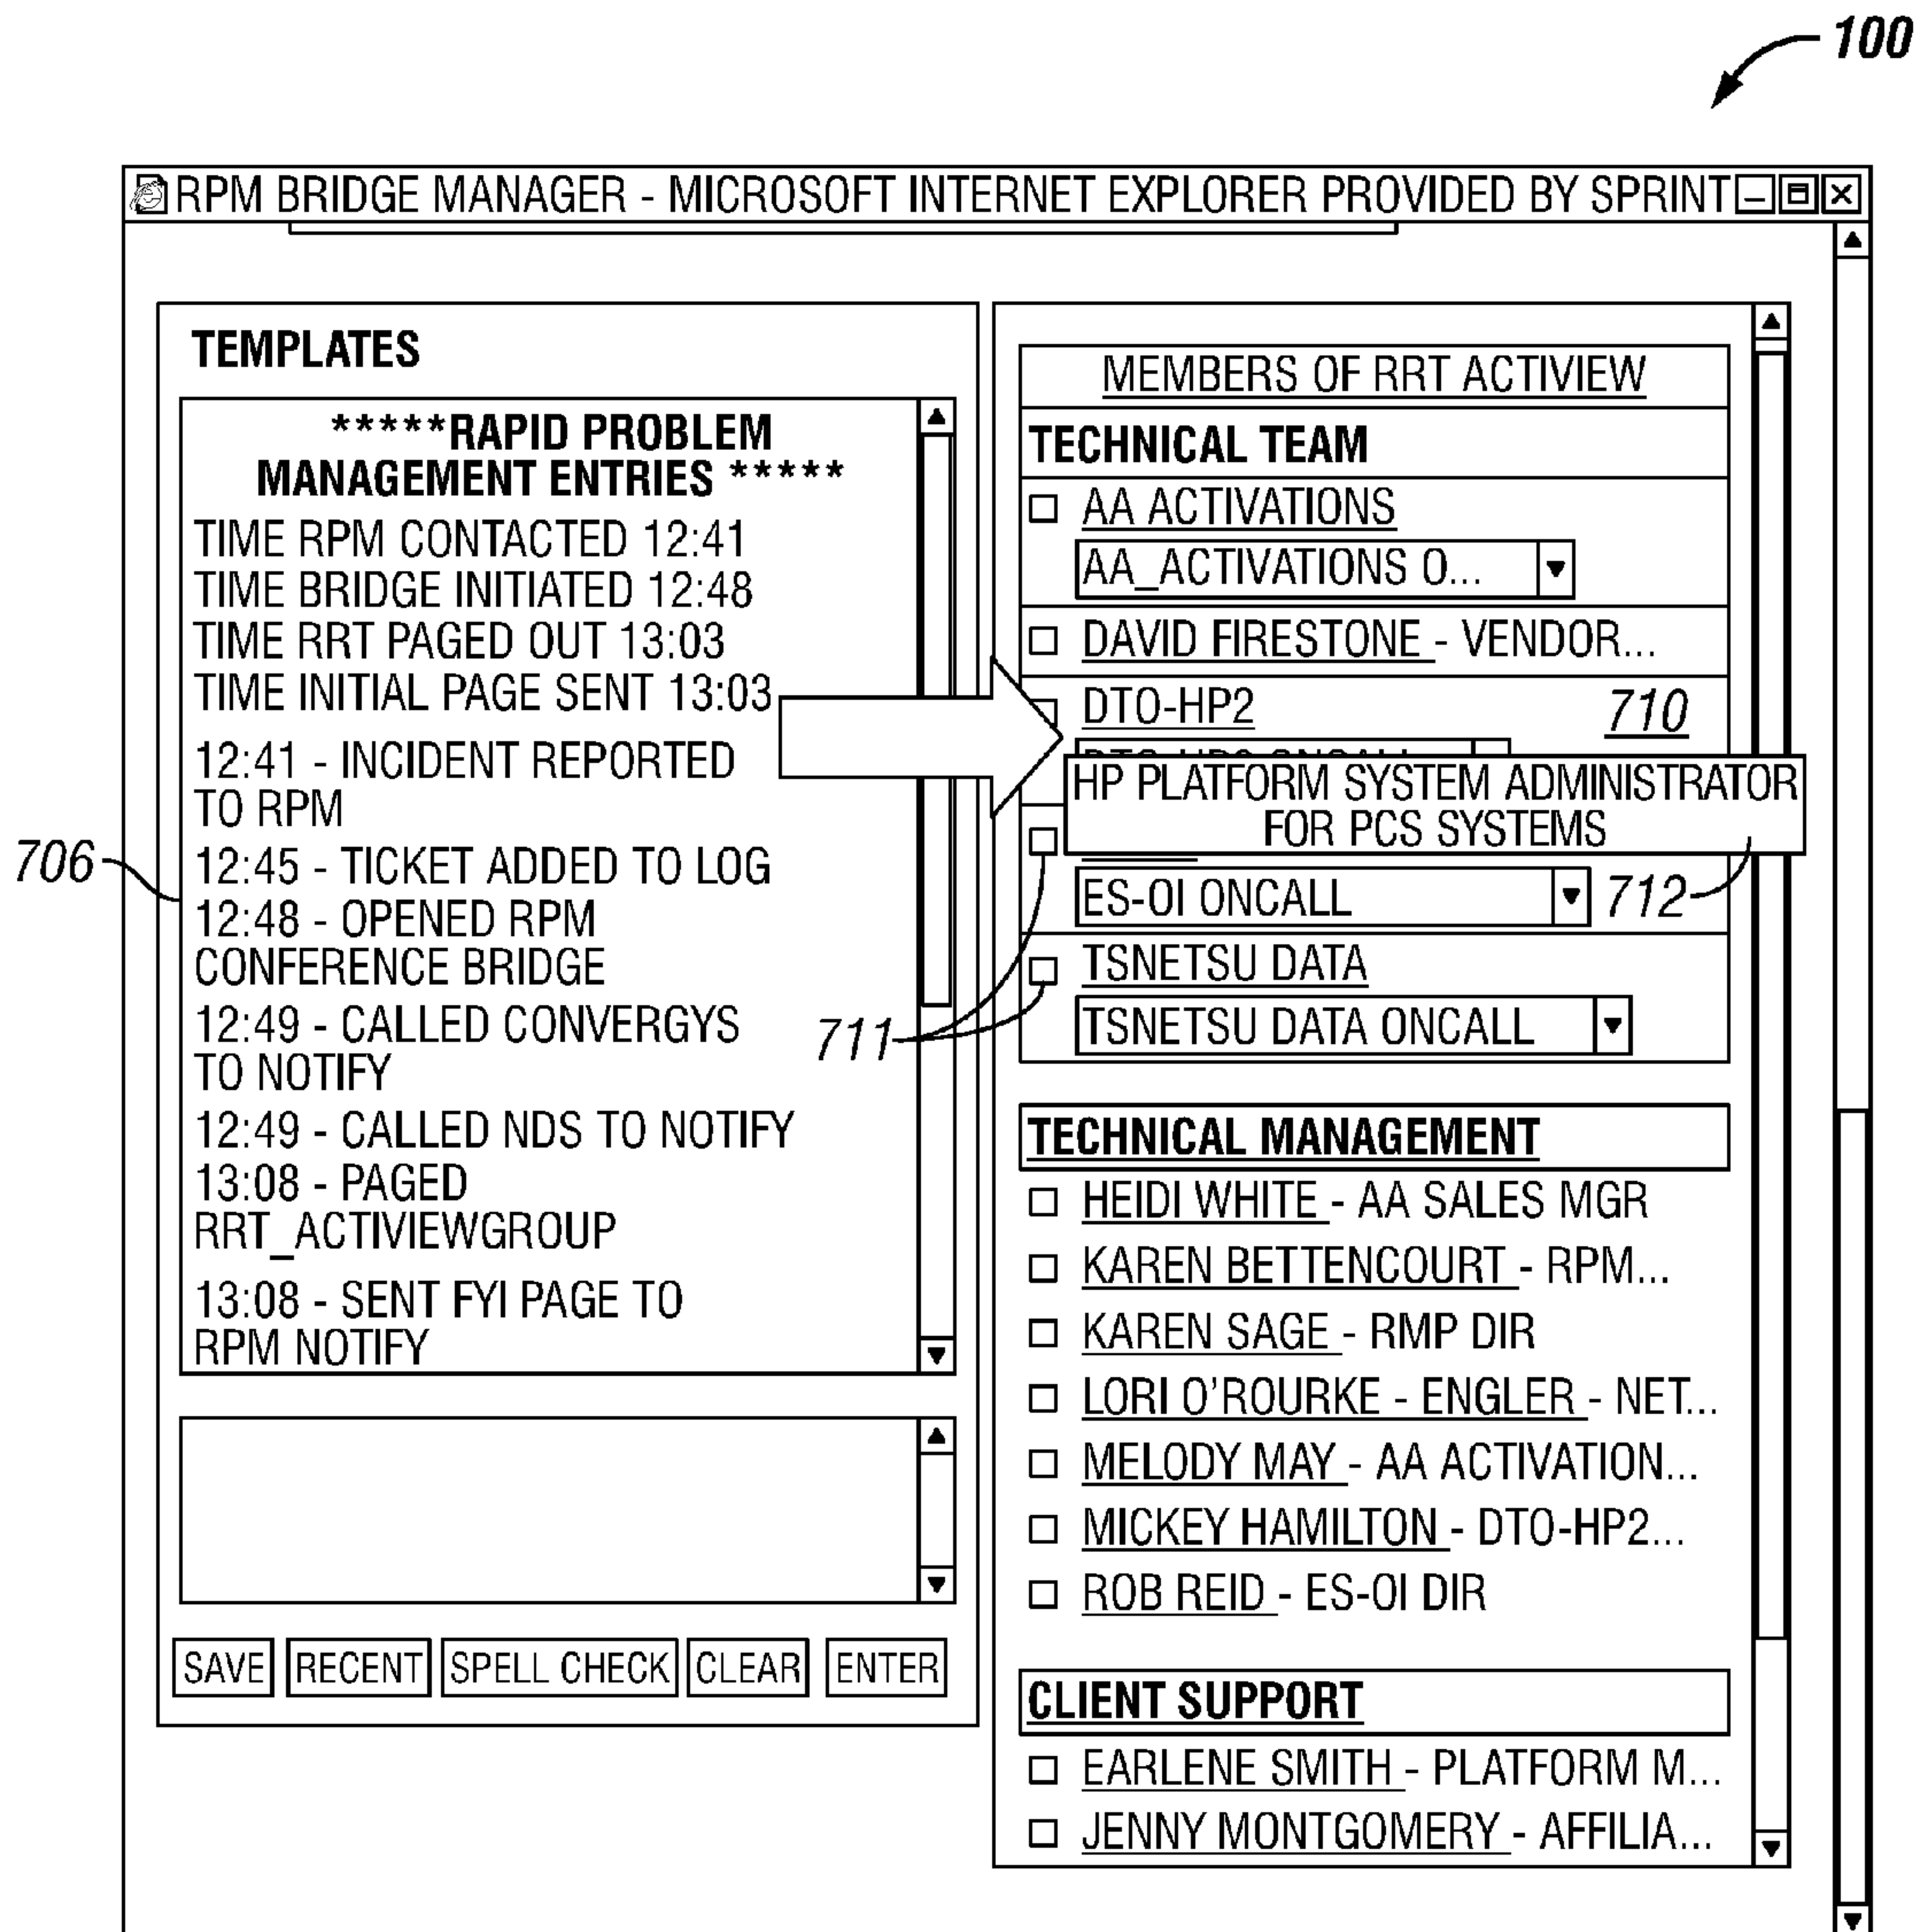 100
RPM BRIDGE MANAGER - MICROSOFT INTERNET EXPLORER PROVIDED BY SPRINT
TEMPLATES
*****RAPID PROBLEM
MANAGEMENT ENTRIES *****
TIME RPM CONTACTED 12:41
TIME BRIDGE INITIATED 12:48
TIME RRT PAGED OUT 13:03
TIME INITIAL PAGE SENT 13:03
12:41 - INCIDENT REPORTED
TO RPM
12:45 - TICKET ADDED TO LOG
12:48 - OPENED RPM
CONFERENCE BRIDGE
12:49 - CALLED CONVERGYS
TO NOTIFY
12:49 - CALLED NDS TO NOTIFY
13:08 - PAGED
RRT_ACTIVIEWGROUP
13:08 - SENT FYI PAGE TO
RPM NOTIFY
706
SAVE
RECENT
SPELL CHECK
CLEAR
ENTER
MEMBERS OF RRT ACTIVIEW
TECHNICAL TEAM
AA ACTIVATIONS
AA_ACTIVATIONS O...
DAVID FIRESTONE - VENDOR...
DTO-HP2
710
HP PLATFORM SYSTEM ADMINISTRATOR
FOR PCS SYSTEMS
ES-OI ONCALL
712
TSNETSU DATA
TSNETSU DATA ONCALL
711
TECHNICAL MANAGEMENT
HEIDI WHITE - AA SALES MGR
KAREN BETTENCOURT - RPM...
KAREN SAGE - RMP DIR
LORI O'ROURKE - ENGLER - NET...
MELODY MAY - AA ACTIVATION...
MICKEY HAMILTON - DTO-HP2...
ROB REID - ES-OI DIR
CLIENT SUPPORT
EARLENE SMITH - PLATFORM M...
JENNY MONTGOMERY - AFFILIA...